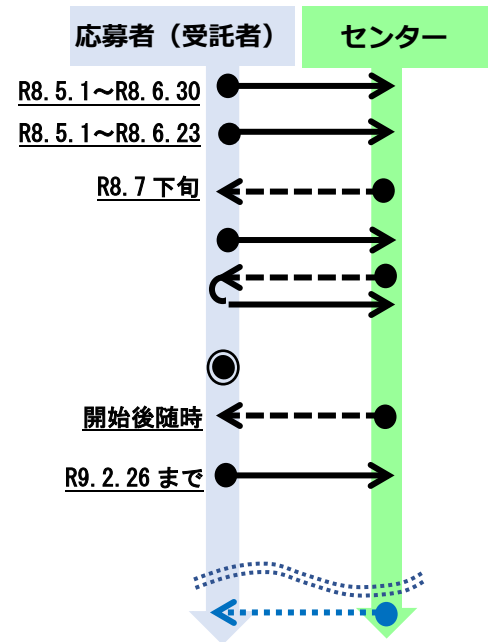 応募者（受託者） センター
R8.5.1～R8.6.30
R8.5.1～R8.6.23
R8.7 下旬
開始後随時
R9.2.26 まで